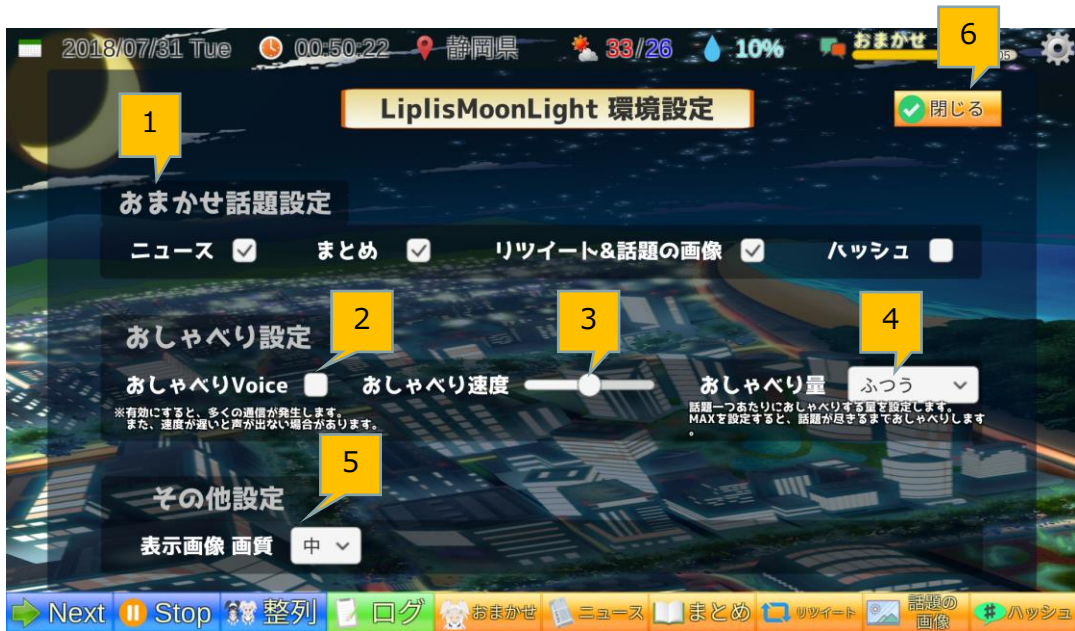 6
2018/07/31 Tue 00:50:22 静岡県 33/26 10% おまかせ
LiplisMoonLight 環境設定
閉じる
1
おまかせ話題設定
ニュース まとめ リツイート&話題の画像 ハッシュ
2 3 4
おしゃべり設定
おしゃべりVoice おしゃべり速度 おしゃべり量 ふつう
※有効にすると、多くの通信が発生します。
また、速度が遅いと声が出ない場合があります。
話題一つあたりにおしゃべりする量を設定します。
MAXを設定すると、話題が尽きるまでおしゃべりします
。
5
その他設定
表示画像 画質 中
Next Stop 整列 ログ おまかせ ニュース まとめ リツイート 話題の
画像 ハッシュ